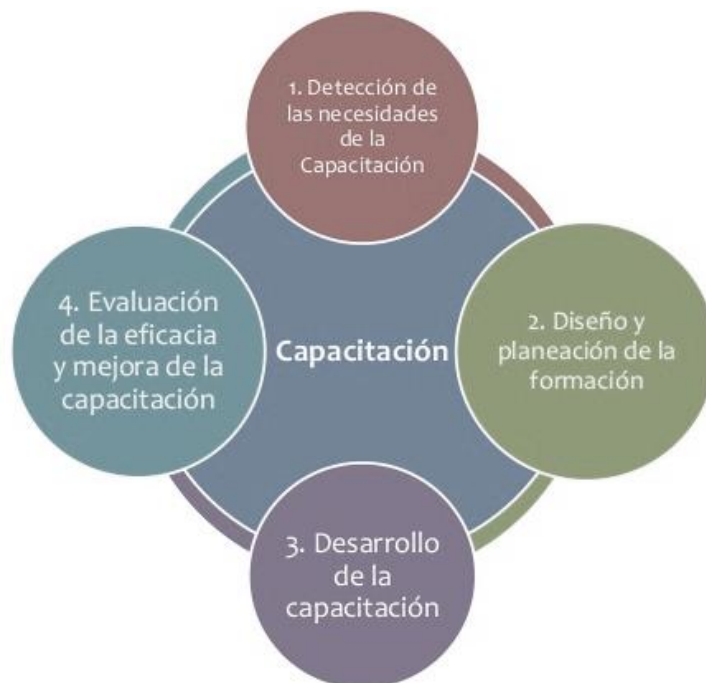 1. Detección de
las necesidades
de la
Capacitación
2. Diseño y
planeación de la
formación
3. Desarrollo
de la
capacitación
4. Evaluación
de la eficacia
y mejora de la
capacitación
Capacitación